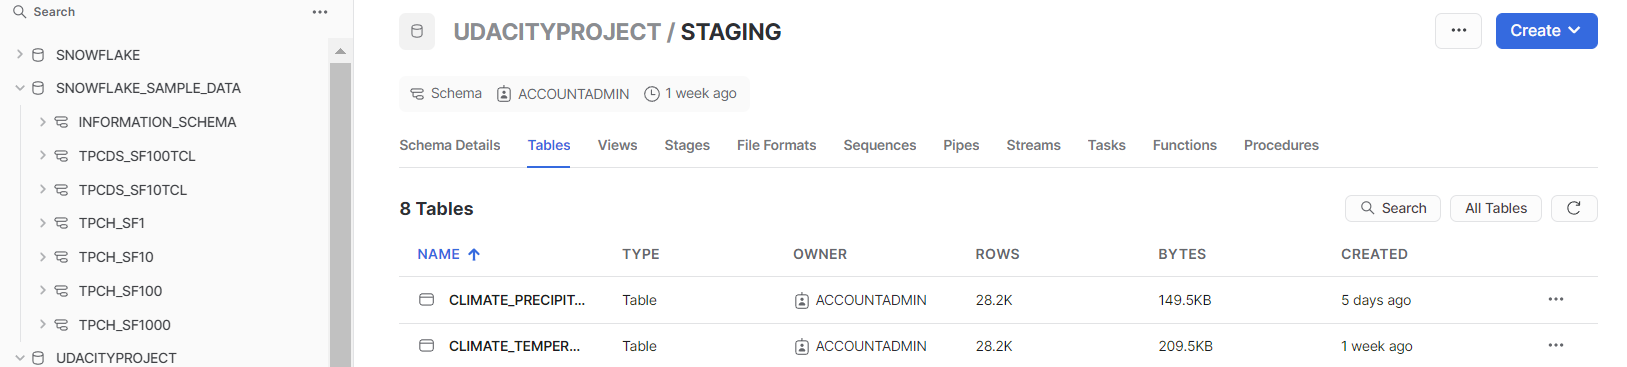 Search
SNOWFLAKE
SNOWFLAKE_SAMPLE_DATA
INFORMATION_SCHEMA
TPCDS_SF100TCL
TPCDS_SF10TCL
TPCH_SF1
TPCH_SF10
TPCH_SF100
TPCH_SF1000
UDACITYPROJECT
UDACITYPROJECT / STAGING
... Create
Schema ACCOUNTADMIN 1 week ago
Schema Details Tables Views Stages File Formats Sequences Pipes Streams Tasks Functions Procedures
8 Tables
Search All Tables
NAME TYPE OWNER ROWS BYTES CREATED
CLIMATE_PRECIPIT... Table ACCOUNTADMIN 28.2K 149.5KB 5 days ago ...
CLIMATE_TEMPER... Table ACCOUNTADMIN 28.2K 209.5KB 1 week ago ...